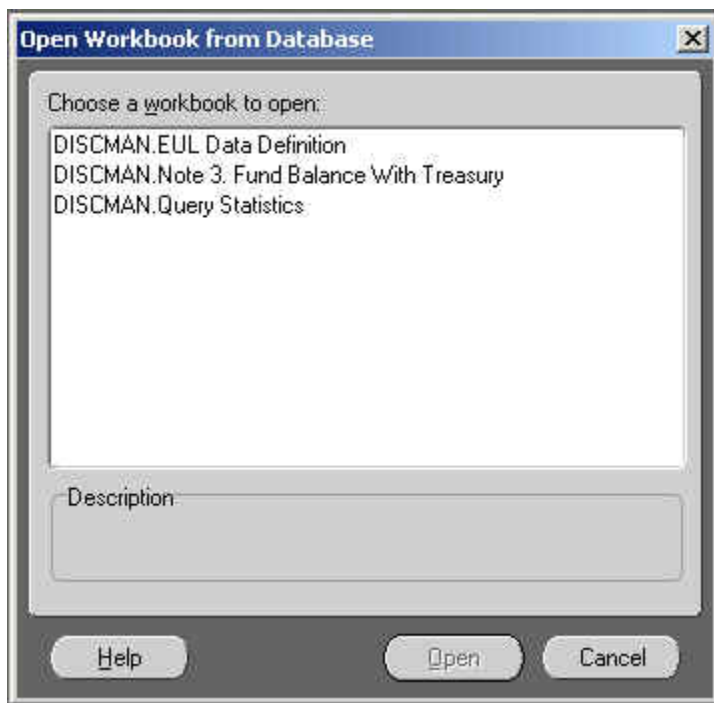 Open Workbook from Database
Choose a workbook to open:
DISCMAN.EUL Data Definition
DISCMAN.Note 3. Fund Balance With Treasury
DISCMAN.Query Statistics
Description
Help
Open
Cancel